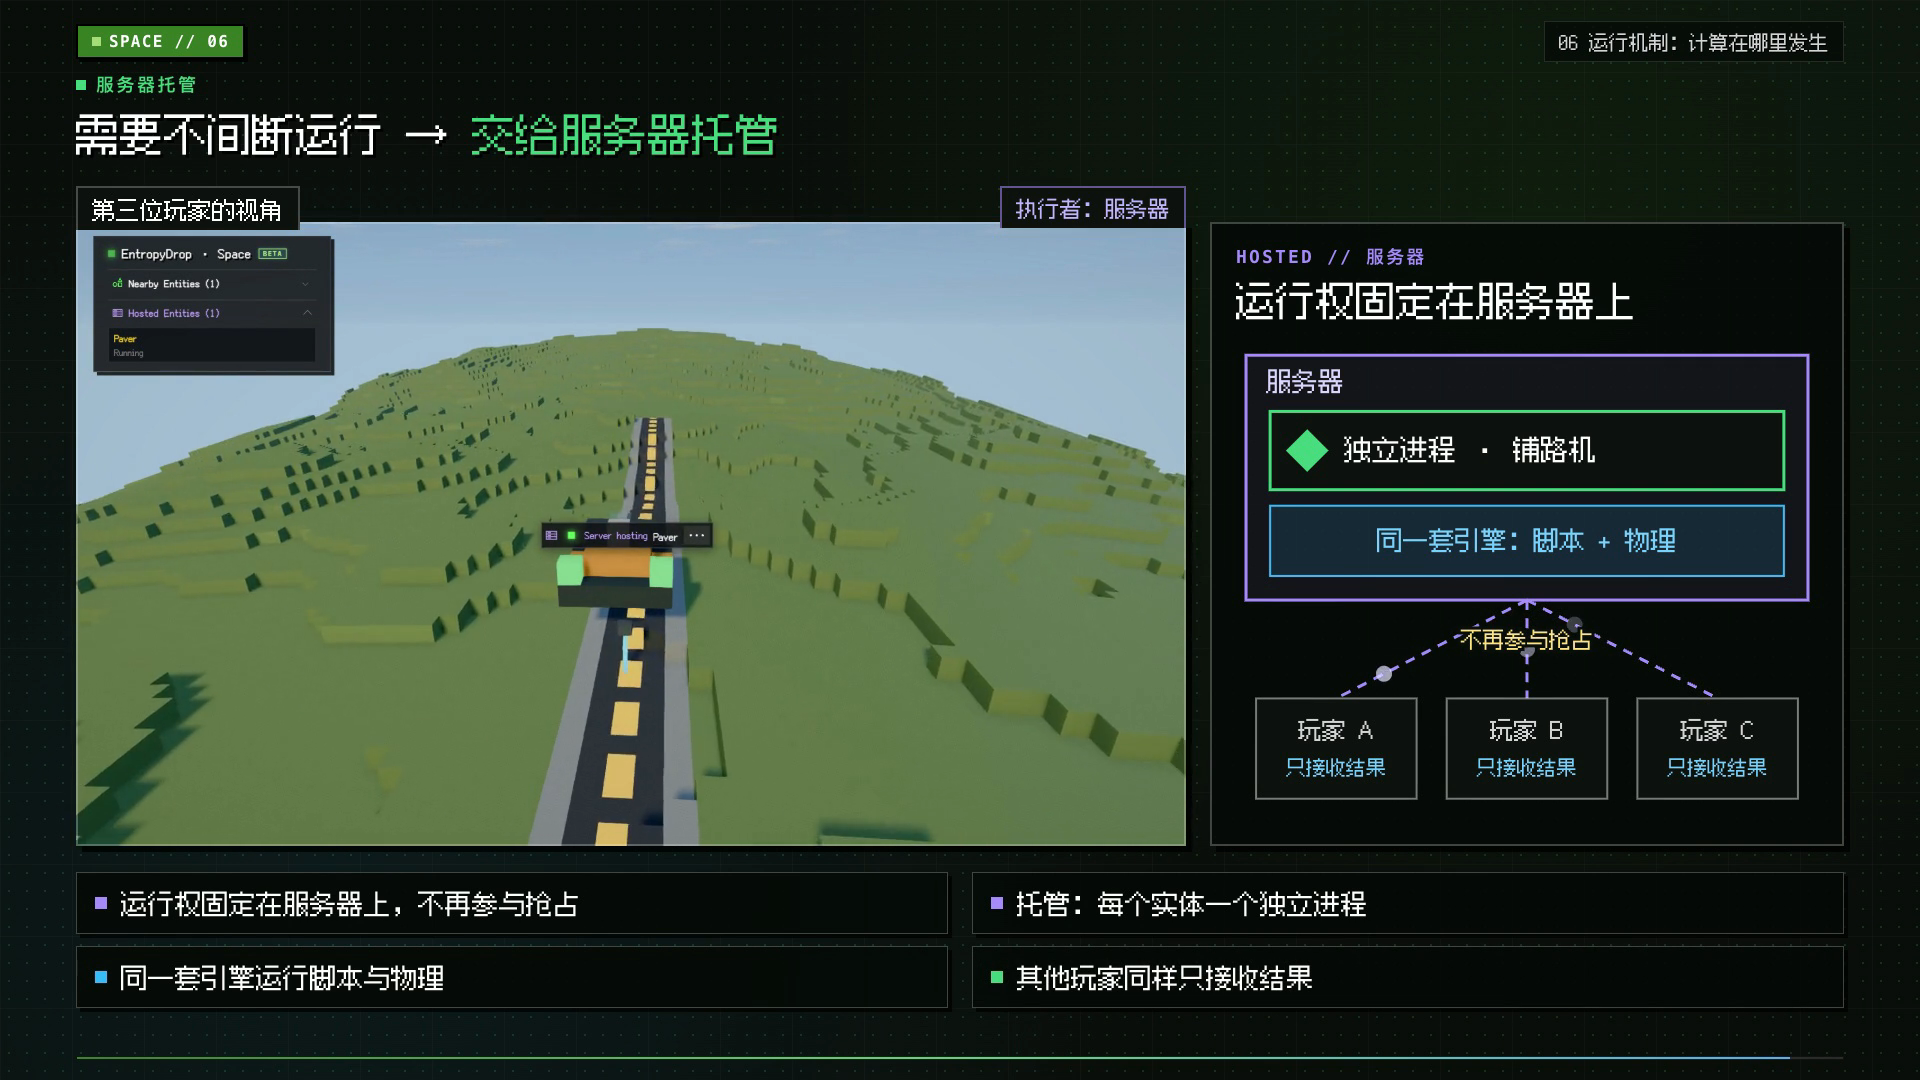 SPACE // 06
06 运行机制：计算在哪里发生
服务器托管
需要不间断运行 → 交给服务器托管
第三位玩家的视角
执行者：服务器
EntropyDrop · Space BETA
Nearby Entities (1)
Hosted Entities (1)
Paver
Running
Server hosting Paver ···
HOSTED // 服务器
运行权固定在服务器上
服务器
独立进程 · 铺路机
同一套引擎：脚本 + 物理
不再参与抢占
玩家 A
只接收结果
玩家 B
只接收结果
玩家 C
只接收结果
运行权固定在服务器上，不再参与抢占
托管：每个实体一个独立进程
同一套引擎运行脚本与物理
其他玩家同样只接收结果